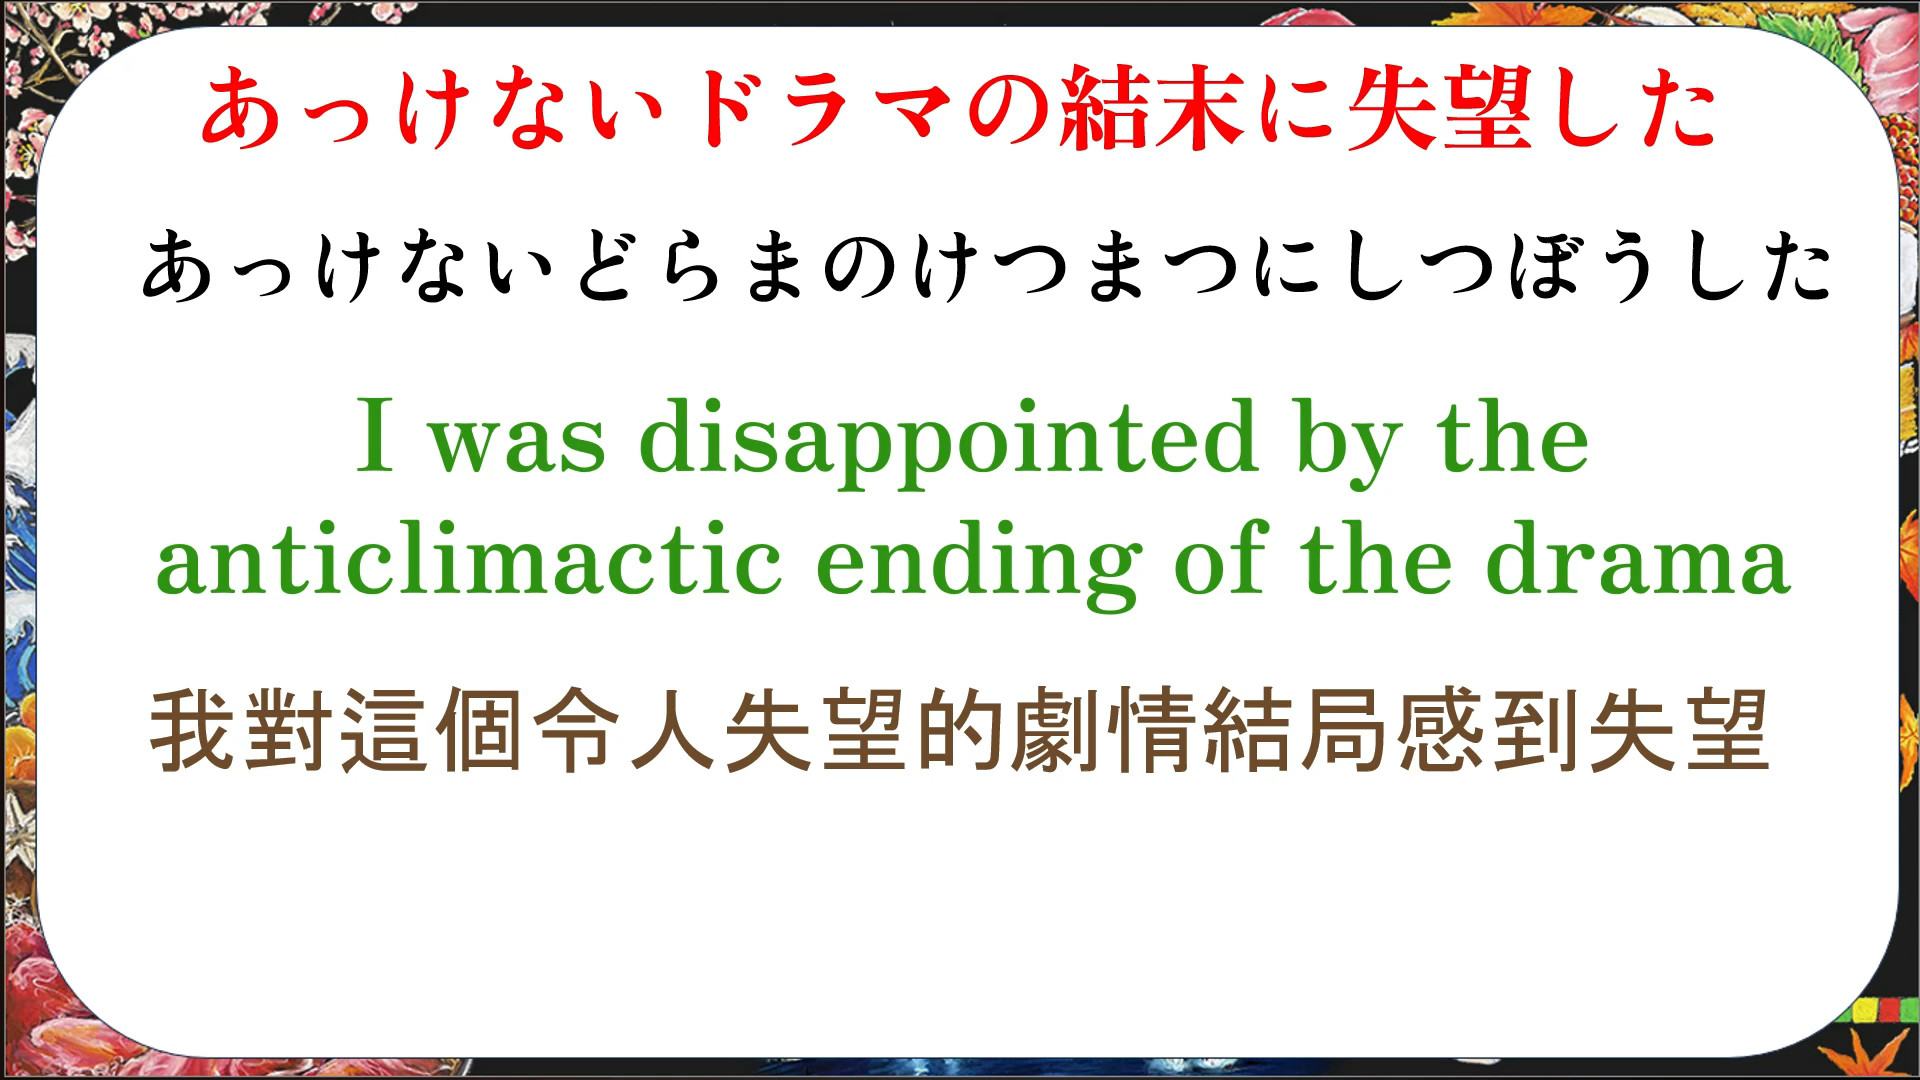 あっけないドラマの結末に失望した
あっけないどらまのけつまつにしつぼうした
I was disappointed by the
anticlimactic ending of the drama
我對這個令人失望的劇情結局感到失望